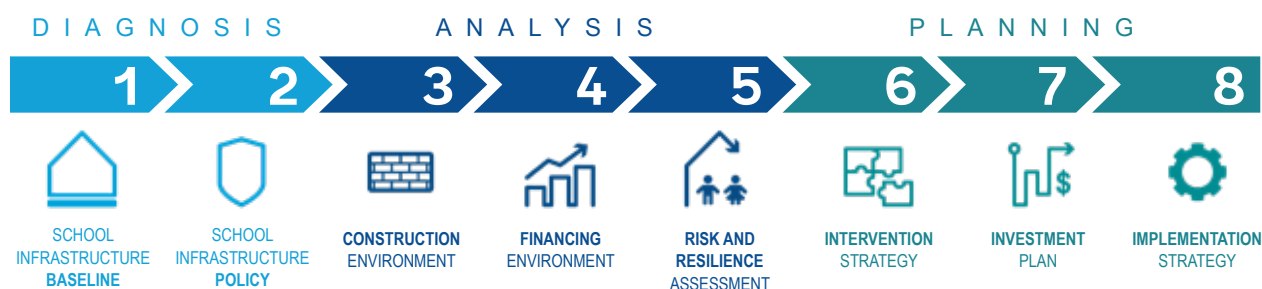 DIAGNOSIS
ANALYSIS
PLANNING
1
2
3
4
5
6
7
8
$
SCHOOL
INFRASTRUCTURE
BASELINE
SCHOOL
INFRASTRUCTURE
POLICY
CONSTRUCTION
ENVIRONMENT
FINANCING
ENVIRONMENT
RISK AND
RESILIENCE
ASSESSMENT
INTERVENTION
STRATEGY
INVESTMENT
PLAN
IMPLEMENTATION
STRATEGY